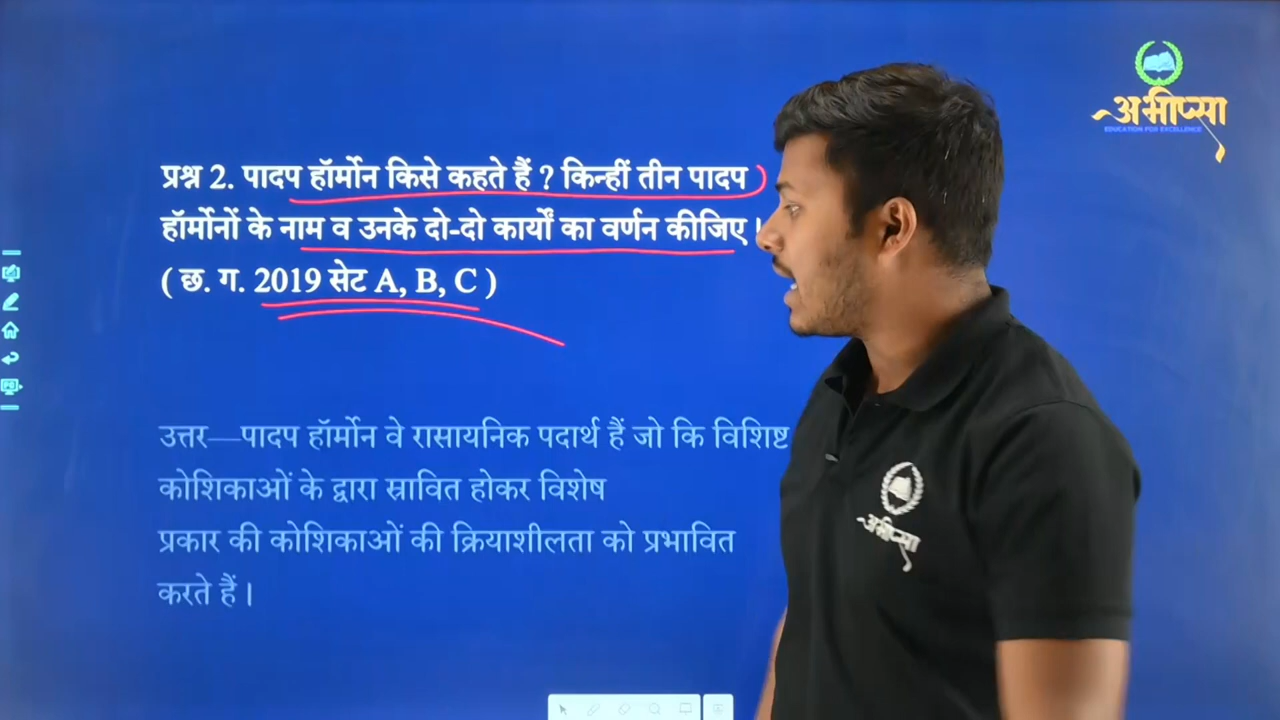 अभीप्सा
EDUCATION FOR EXCELLENCE
प्रश्न 2. पादप हॉर्मोन किसे कहते हैं ? किन्हीं तीन पादप
हॉर्मोनों के नाम व उनके दो-दो कार्यों का वर्णन कीजिए ।
( छ. ग. 2019 सेट A, B, C )
उत्तर—पादप हॉर्मोन वे रासायनिक पदार्थ हैं जो कि विशिष्ट
कोशिकाओं के द्वारा स्रावित होकर विशेष
प्रकार की कोशिकाओं की क्रियाशीलता को प्रभावित
करते हैं ।
अभीप्सा